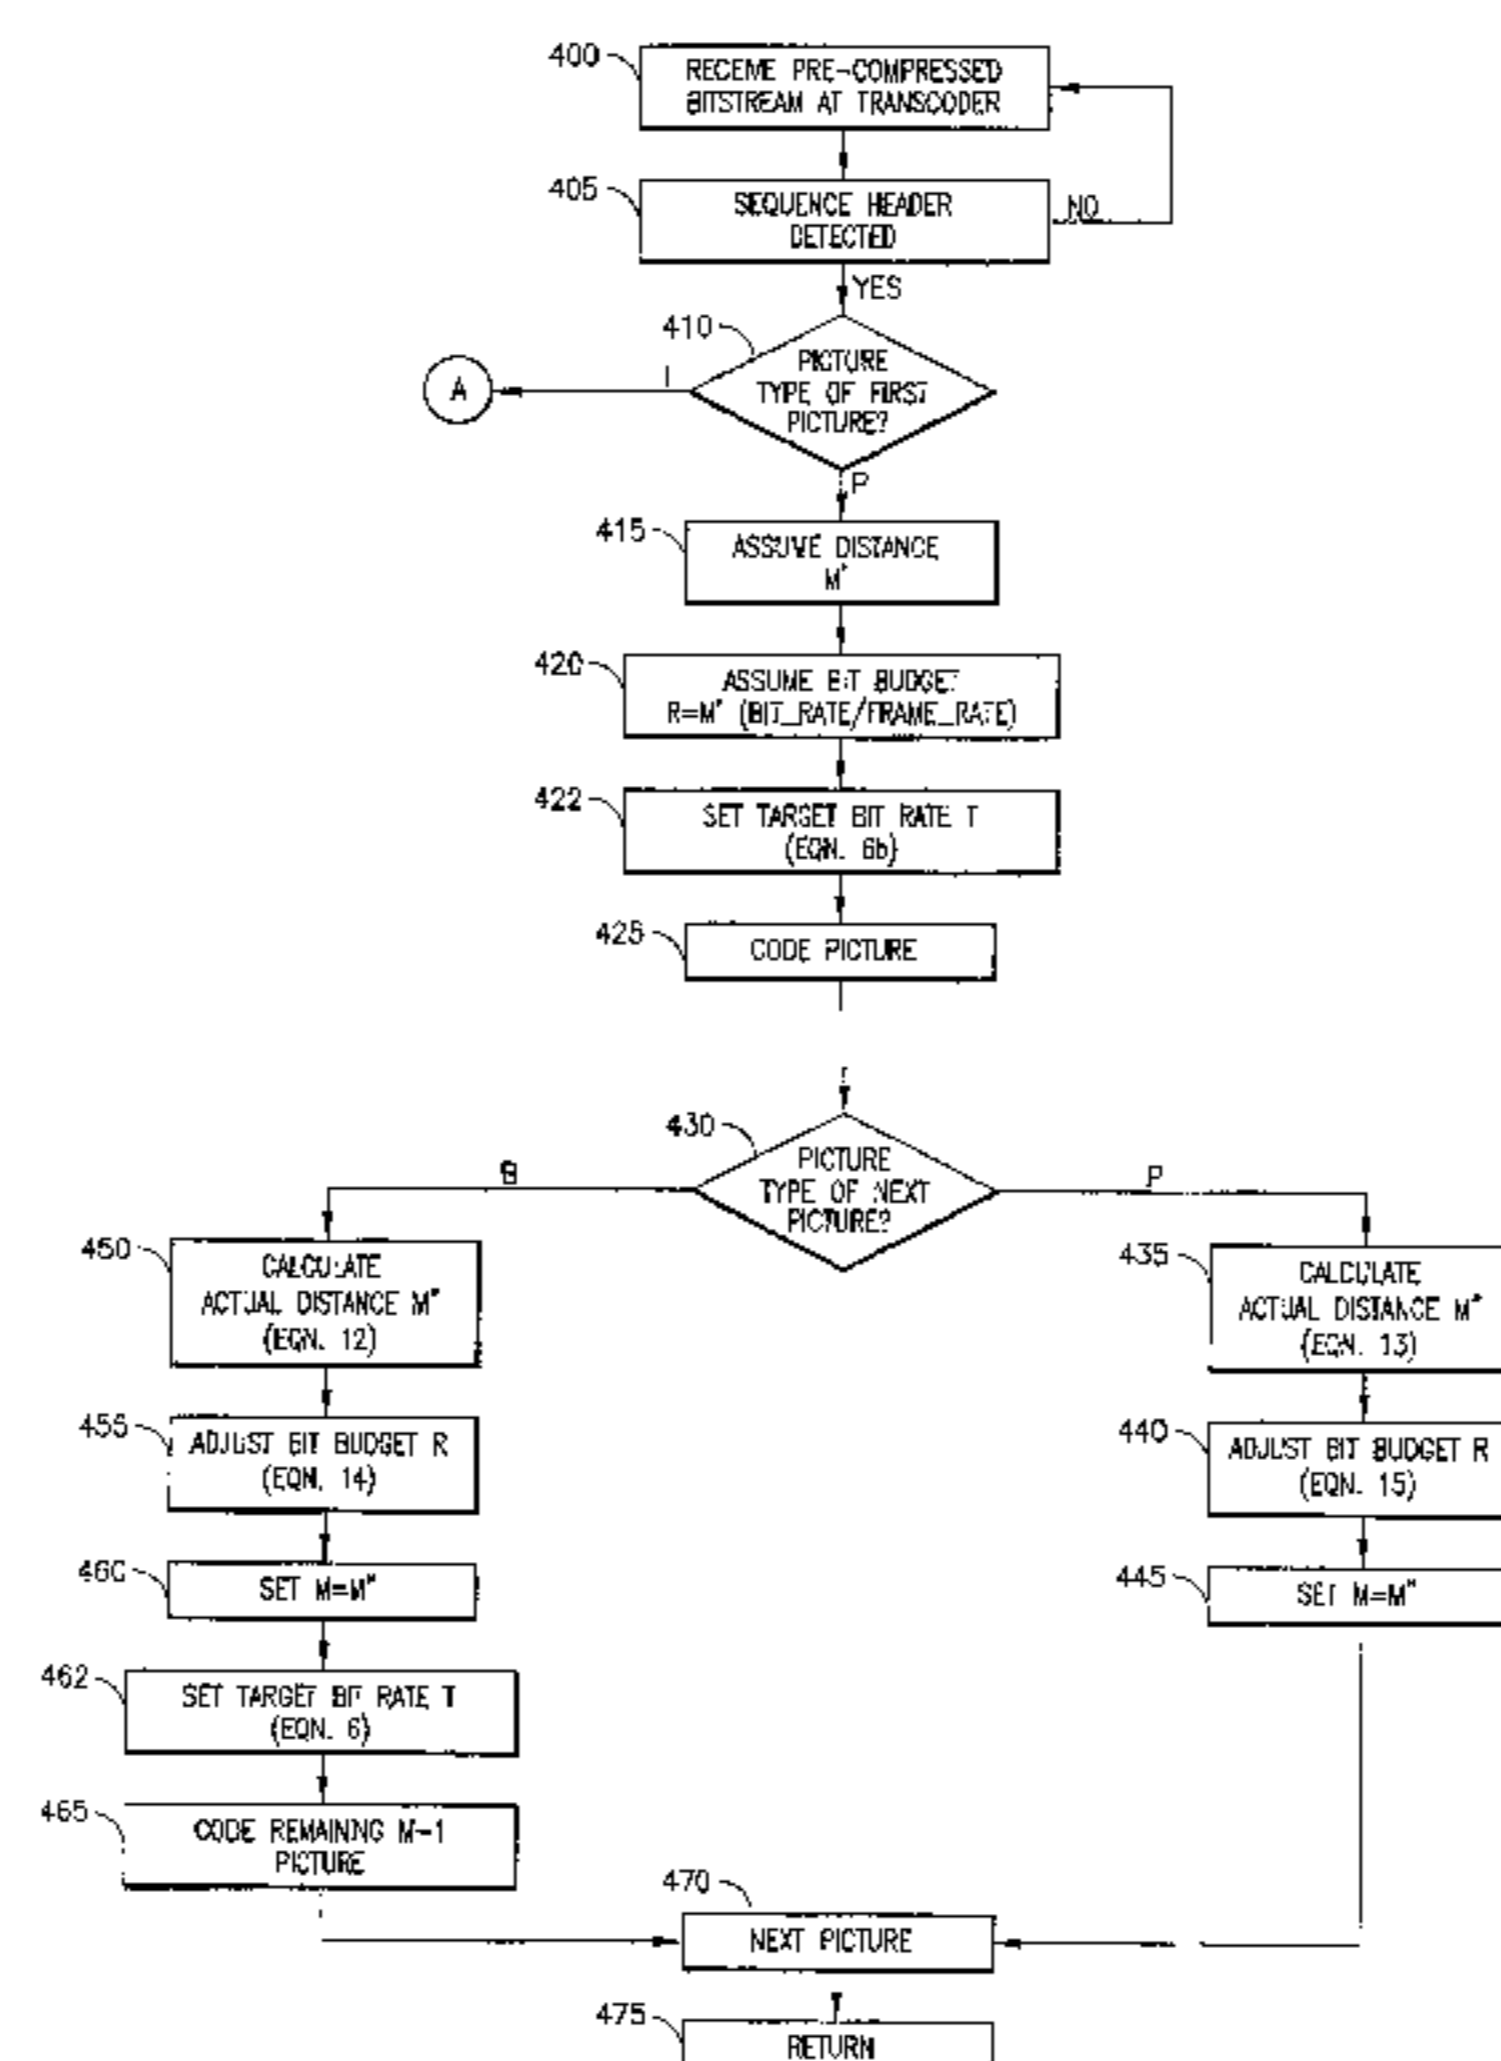 400
RECEIVE PRE-COMPRESSED
BITSTREAM AT TRANSCODER
405
SEQUENCE HEADER
DETECTED
NO
YES
410
PICTURE
TYPE OF FIRST
PICTURE?
I
A
P
415
ASSUME DISTANCE
M'
420
ASSUME BIT BUDGET
R=M' (BIT_RATE/FRAME_RATE)
422
SET TARGET BIT RATE T
(EQN. 6b)
425
CODE PICTURE
430
PICTURE
TYPE OF NEXT
PICTURE?
B
P
450
CALCULATE
ACTUAL DISTANCE M"
(EQN. 12)
435
CALCULATE
ACTUAL DISTANCE M"
(EQN. 13)
455
ADJUST BIT BUDGET R
(EQN. 14)
440
ADJUST BIT BUDGET R
(EQN. 15)
460
SET M=M"
445
SET M=M"
462
SET TARGET BIT RATE T
(EQN. 6)
465
CODE REMAINNG M-1
PICTURE
470
NEXT PICTURE
475
RETURN